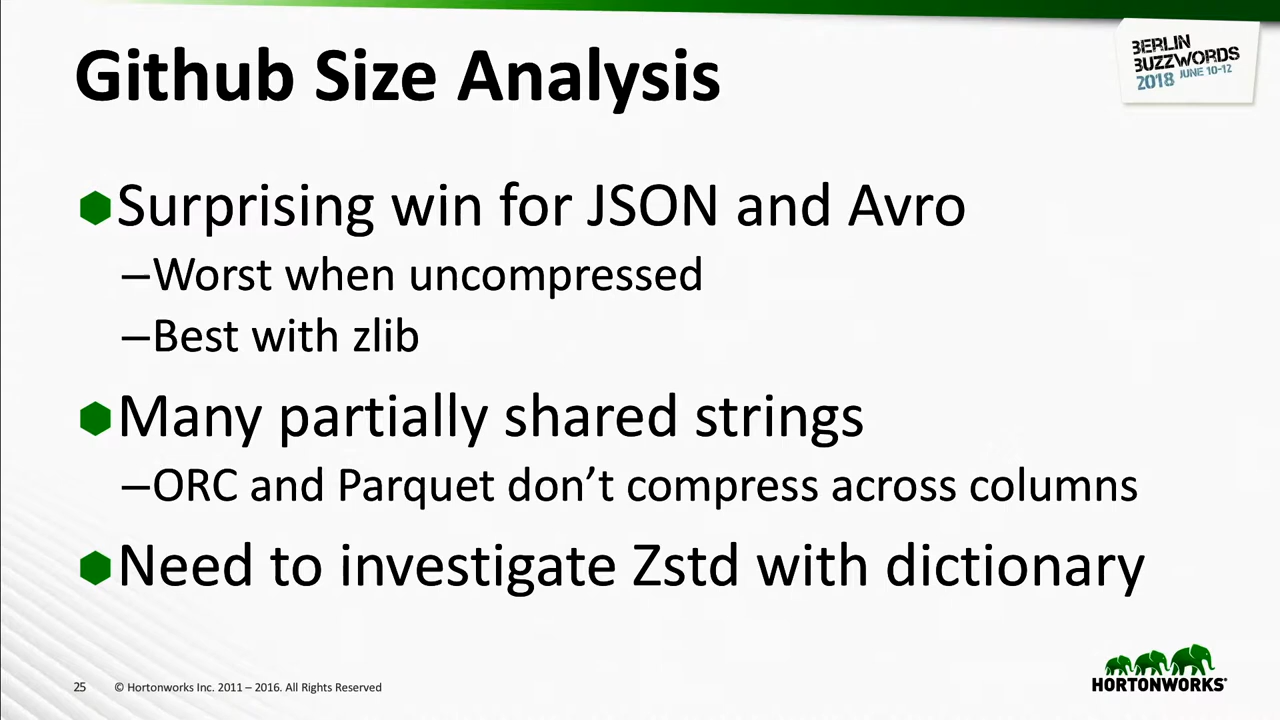 Github Size Analysis
BERLIN
BUZZWORDS
2018 JUNE 10-12
Surprising win for JSON and Avro
–Worst when uncompressed
–Best with zlib
Many partially shared strings
–ORC and Parquet don’t compress across columns
Need to investigate Zstd with dictionary
25 © Hortonworks Inc. 2011 – 2016. All Rights Reserved
HORTONWORKS